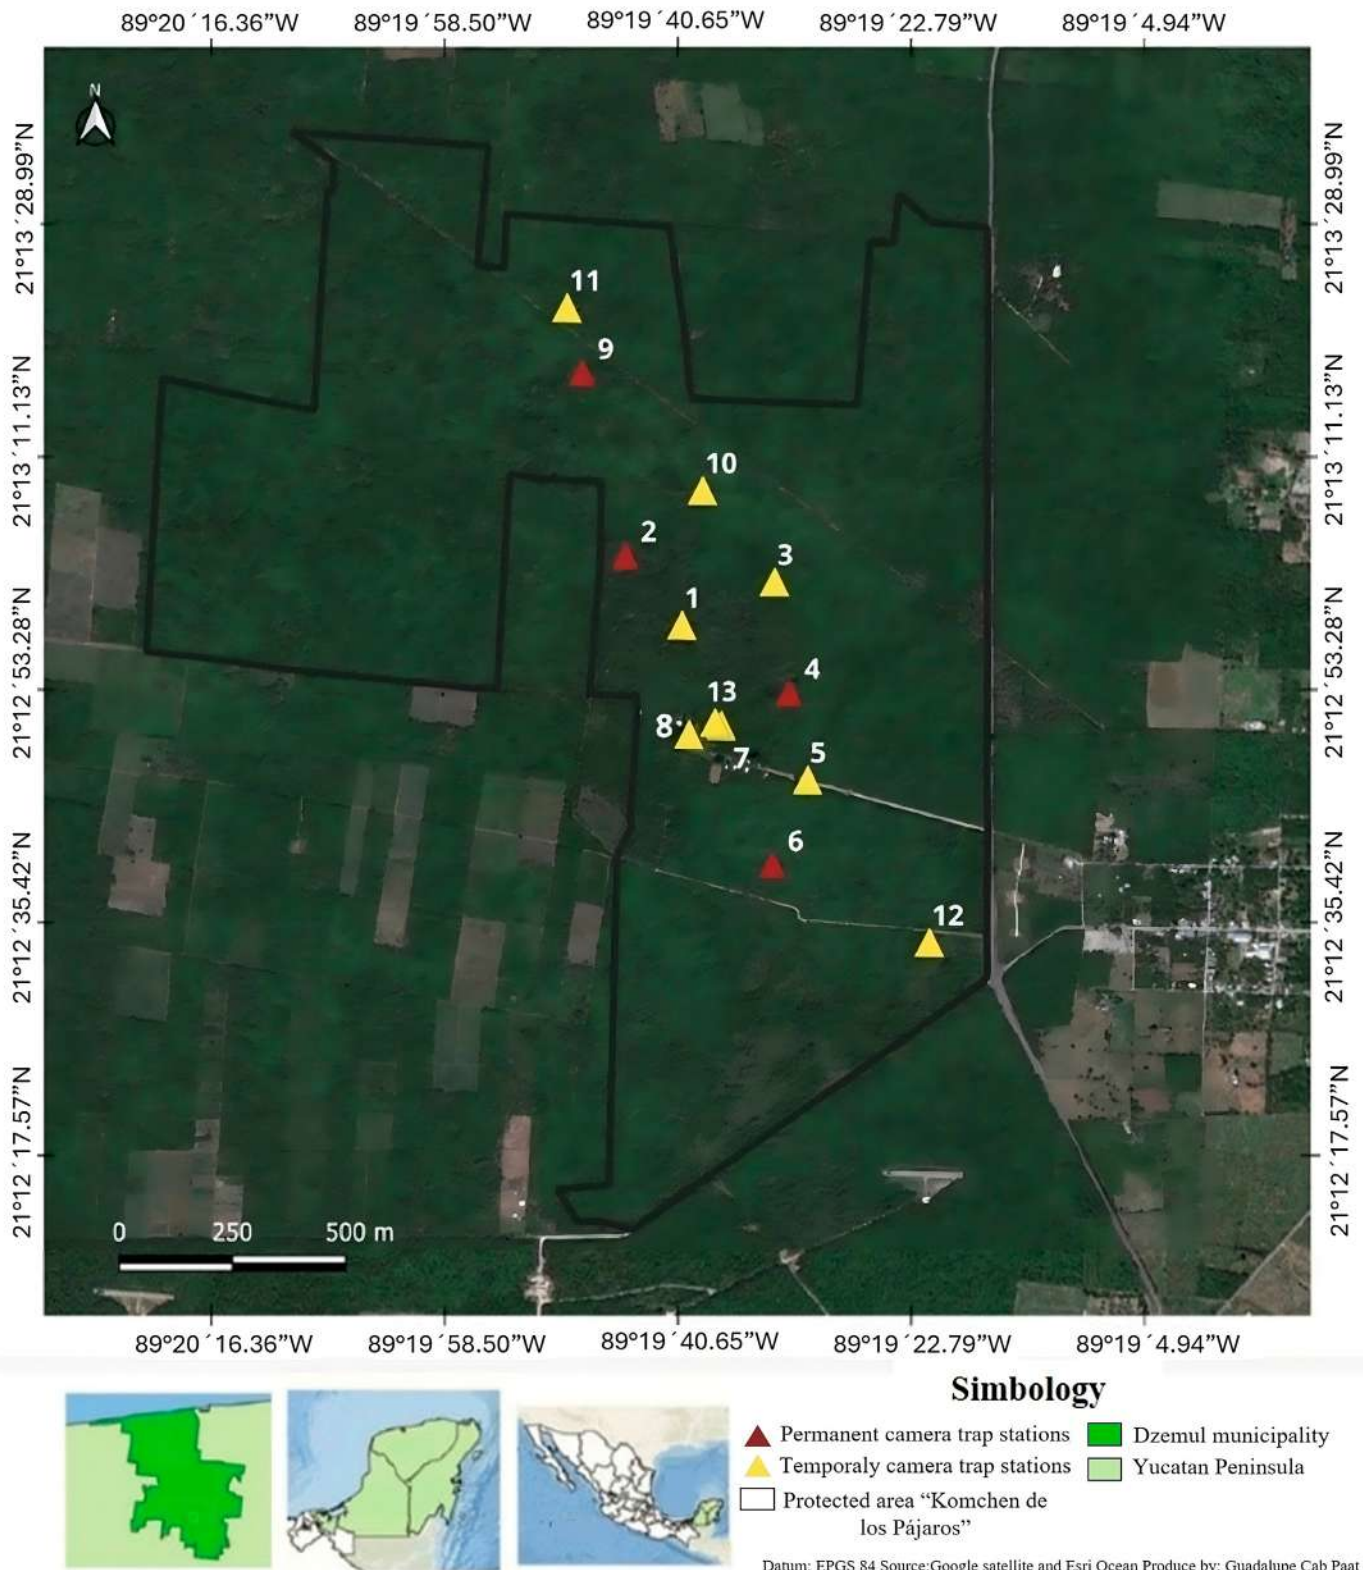 89°20´16.36”W 89°19´58.50”W 89°19´40.65”W 89°19´22.79”W 89°19´4.94”W
N
21°13´28.99”N 21°13´28.99”N
11
9
21°13´11.13”N 21°13´11.13”N
10
2
3
1
21°12´53.28”N 21°12´53.28”N
4
13
8
7
5
6
21°12´35.42”N 21°12´35.42”N
12
21°12´17.57”N 21°12´17.57”N
0 250 500 m
89°20´16.36”W 89°19´58.50”W 89°19´40.65”W 89°19´22.79”W 89°19´4.94”W
Simbology
Permanent camera trap stations
Dzemul municipality
Temporaly camera trap stations
Yucatan Peninsula
Protected area “Komchen de
los Pájaros”
Datum: EPGS 84 Source:Google satellite and Esri Ocean Produce by: Guadalupe Cab Paat